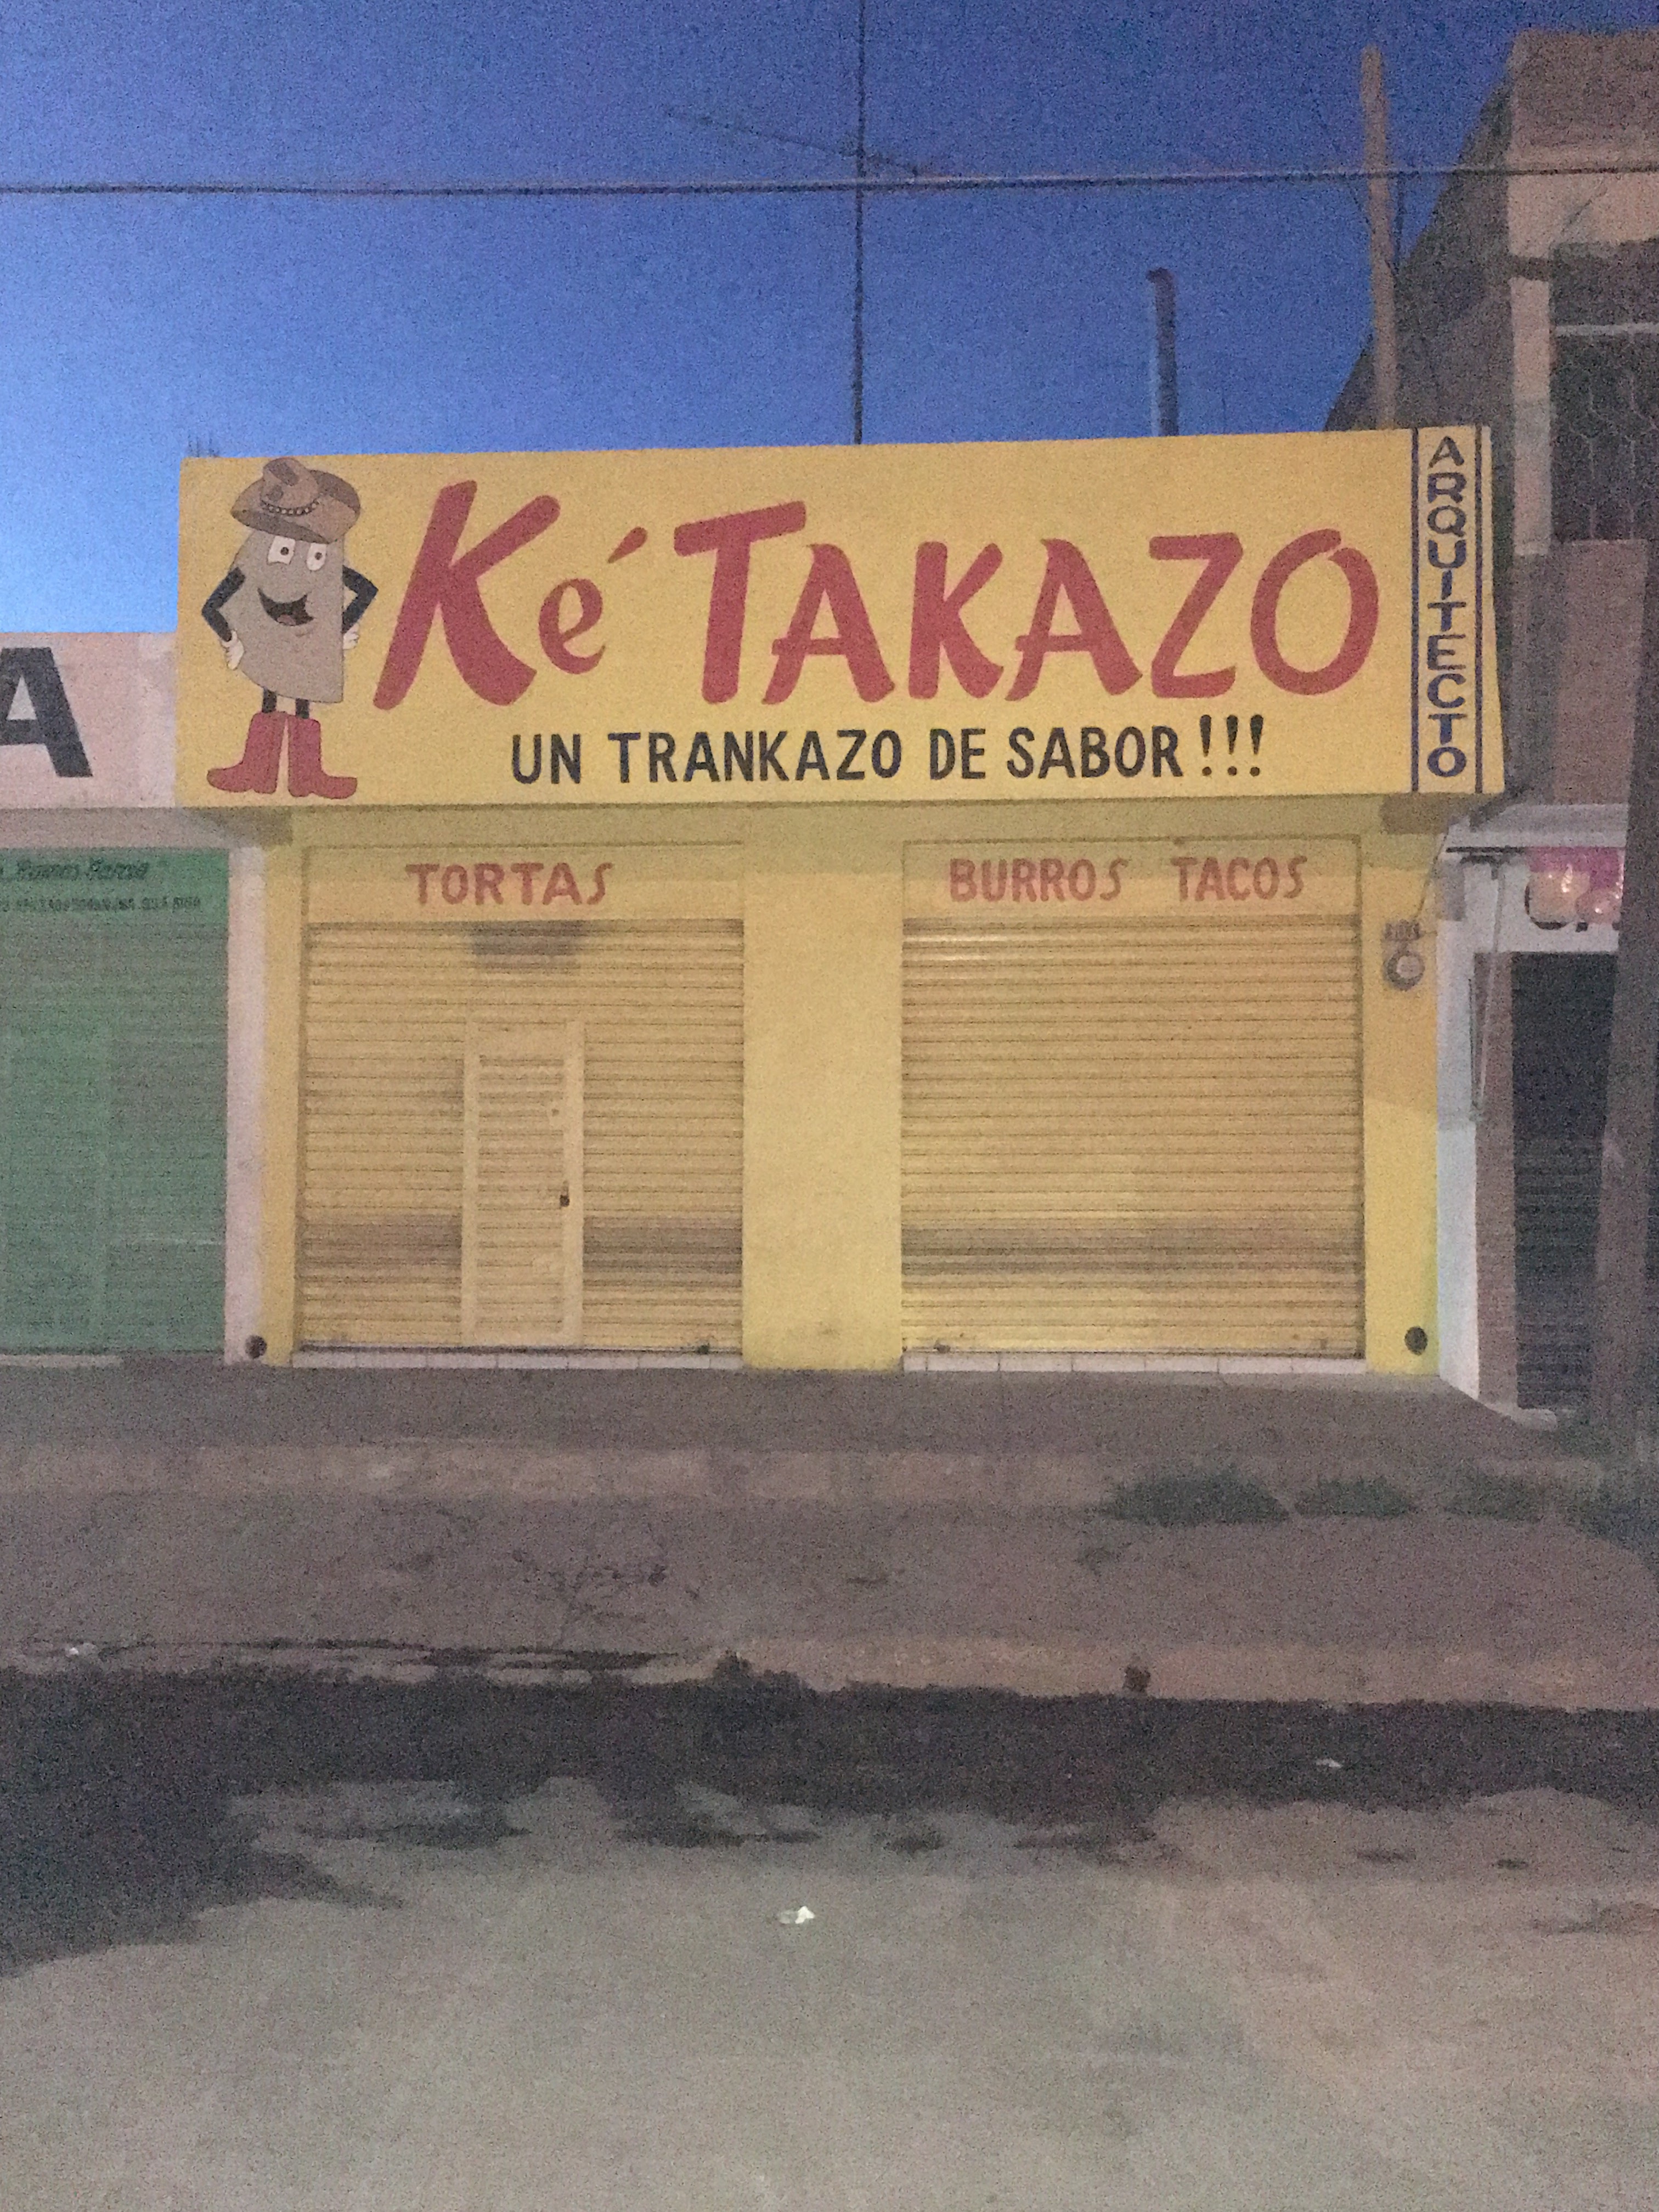 Ké TAKAZO
UN TRANKAZO DE SABOR!!!
ARQUITECTO
TORTAS
BURROS TACOS
A